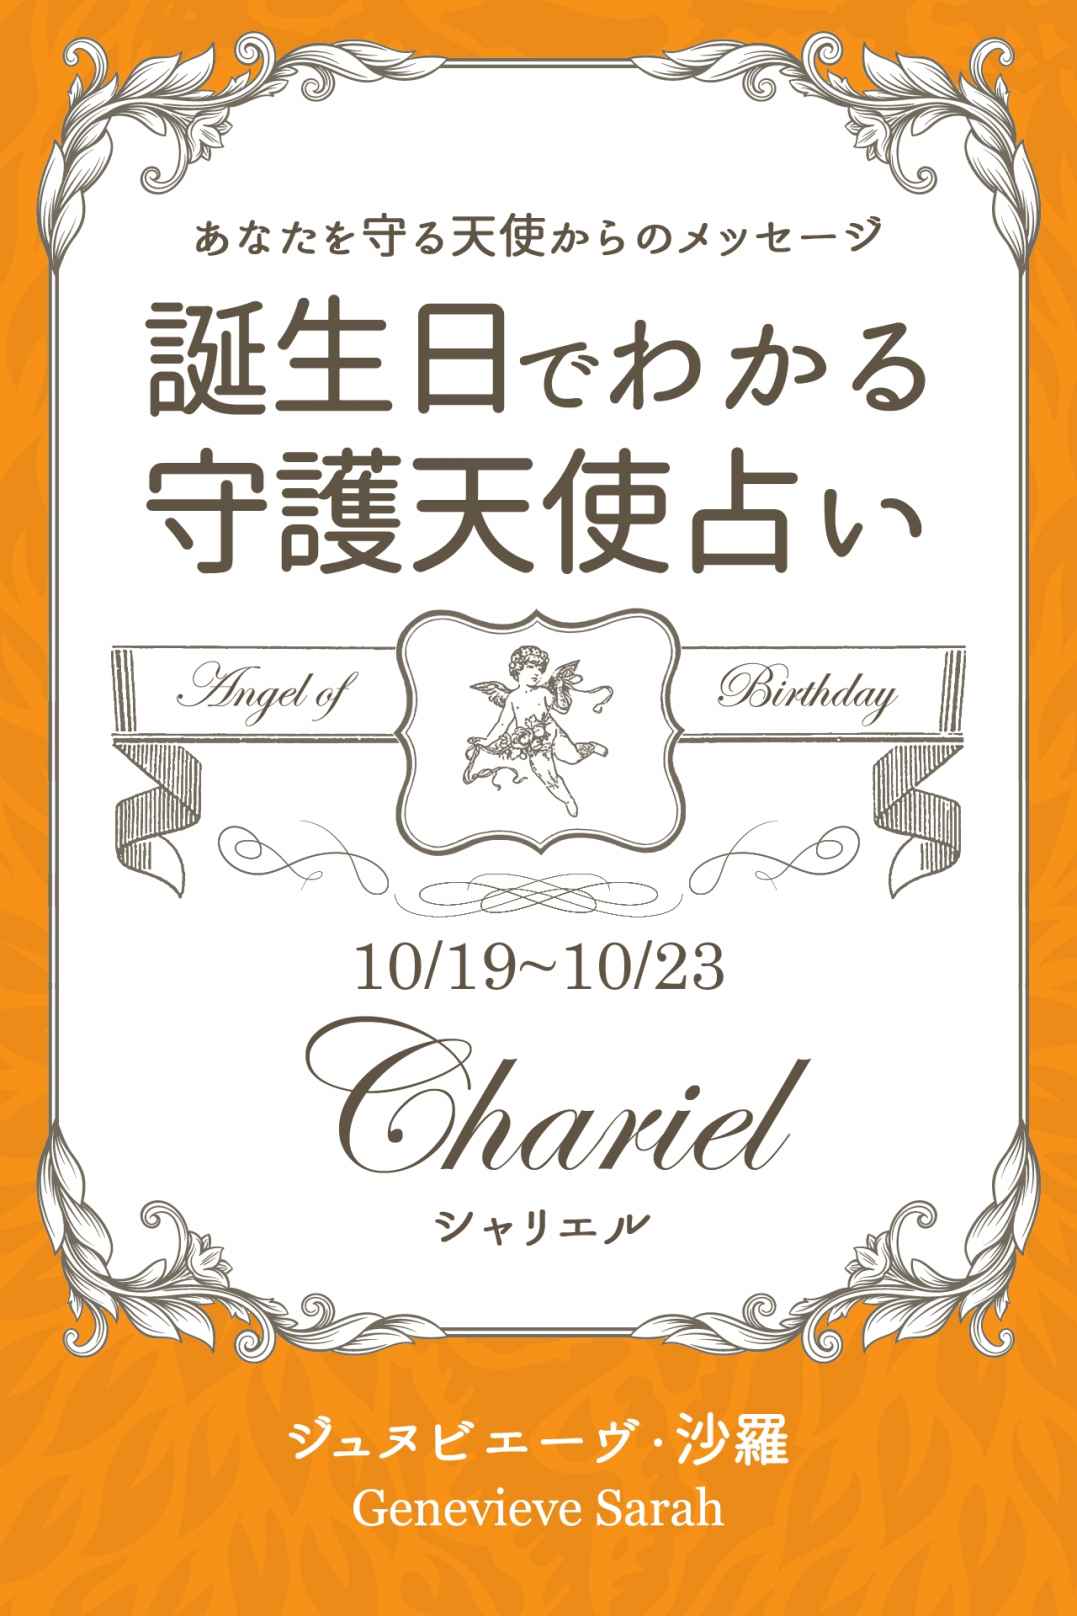 あなたを守る天使からのメッセージ
誕生日でわかる
守護天使占い
Angel of Birthday
10/19~10/23
Chariel
シャリエル
ジュヌビエーヴ・沙羅
Genevieve Sarah